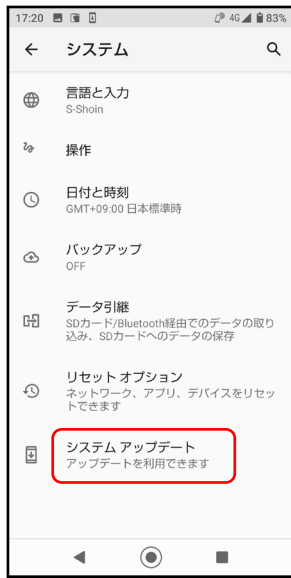 17:20 4G 83%
システム
言語と入力
S-Shoin
操作
日付と時刻
GMT+09:00 日本標準時
バックアップ
OFF
データ引継
SDカード/Bluetooth経由でのデータの取り
込み、SDカードへのデータの保存
リセット オプション
ネットワーク、アプリ、デバイスをリセッ
トできます
システム アップデート
アップデートを利用できます